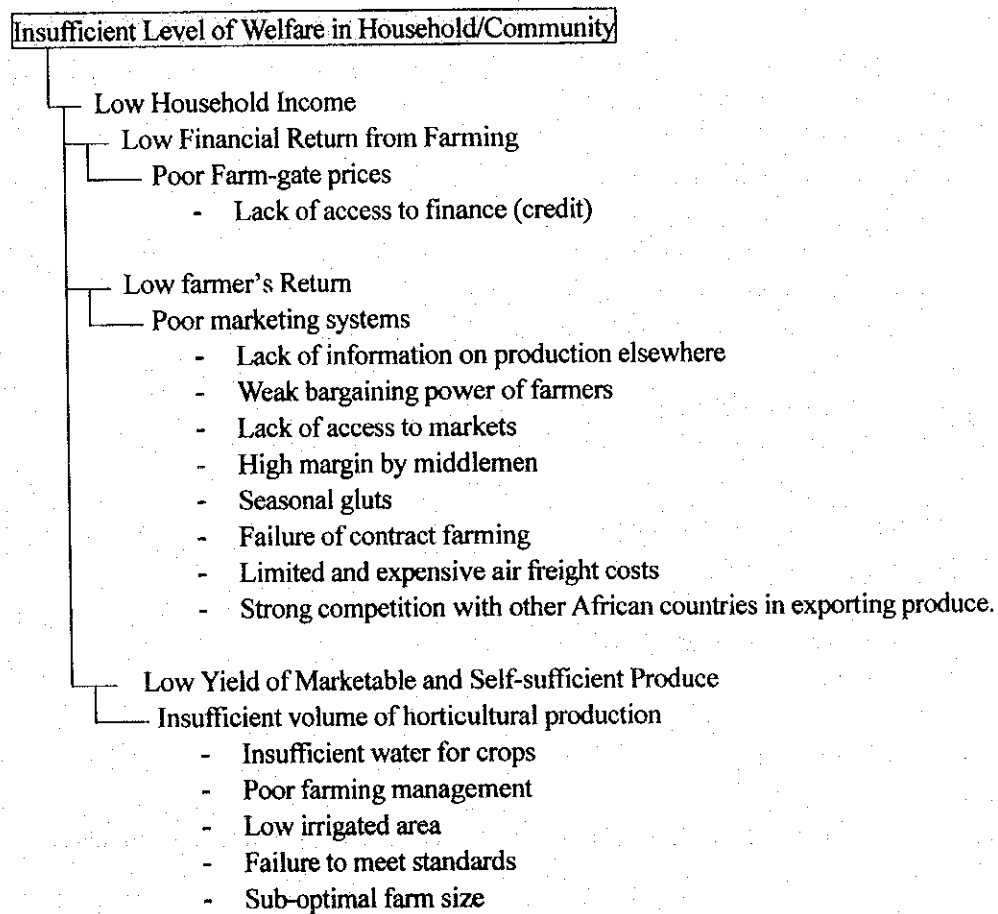 Insufficient Level of Welfare in Household/Community
Low Household Income
Low Financial Return from Farming
Poor Farm-gate prices
- Lack of access to finance (credit)
Low farmer's Return
Poor marketing systems
- Lack of information on production elsewhere
- Weak bargaining power of farmers
- Lack of access to markets
- High margin by middlemen
- Seasonal gluts
- Failure of contract farming
- Limited and expensive air freight costs
- Strong competition with other African countries in exporting produce.
Low Yield of Marketable and Self-sufficient Produce
Insufficient volume of horticultural production
- Insufficient water for crops
- Poor farming management
- Low irrigated area
- Failure to meet standards
- Sub-optimal farm size